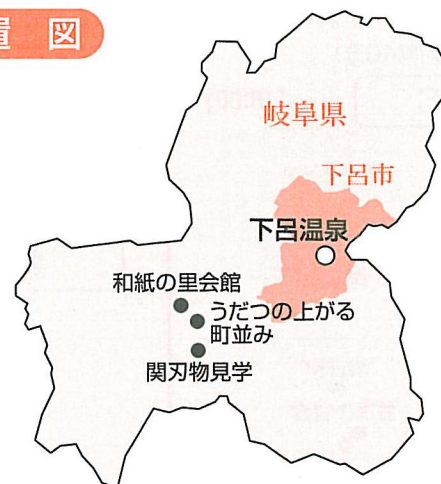 置 図
岐阜県
下呂市
下呂温泉
和紙の里会館
うだつの上がる
町並み
関刃物見学